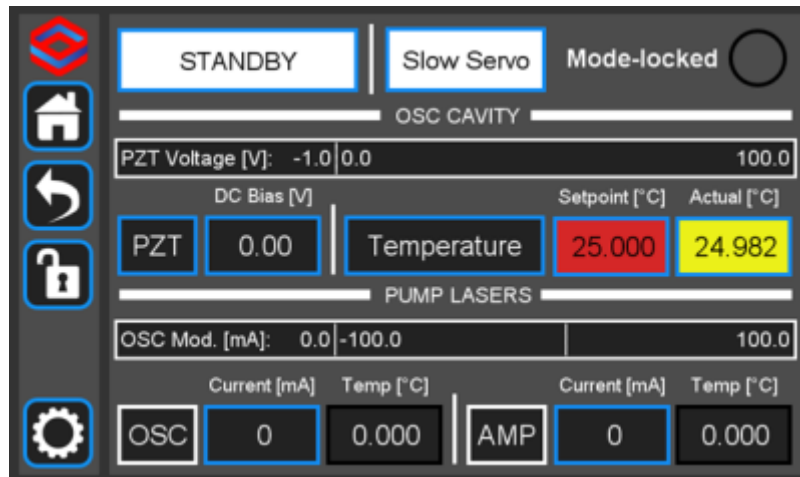 STANDBY Slow Servo Mode-locked
OSC CAVITY
PZT Voltage [V]: -1.0 0.0 100.0
DC Bias [V] Setpoint [°C] Actual [°C]
PZT 0.00 Temperature 25.000 24.982
PUMP LASERS
OSC Mod. [mA]: 0.0 -100.0 100.0
Current [mA] Temp [°C] Current [mA] Temp [°C]
OSC 0 0.000 AMP 0 0.000